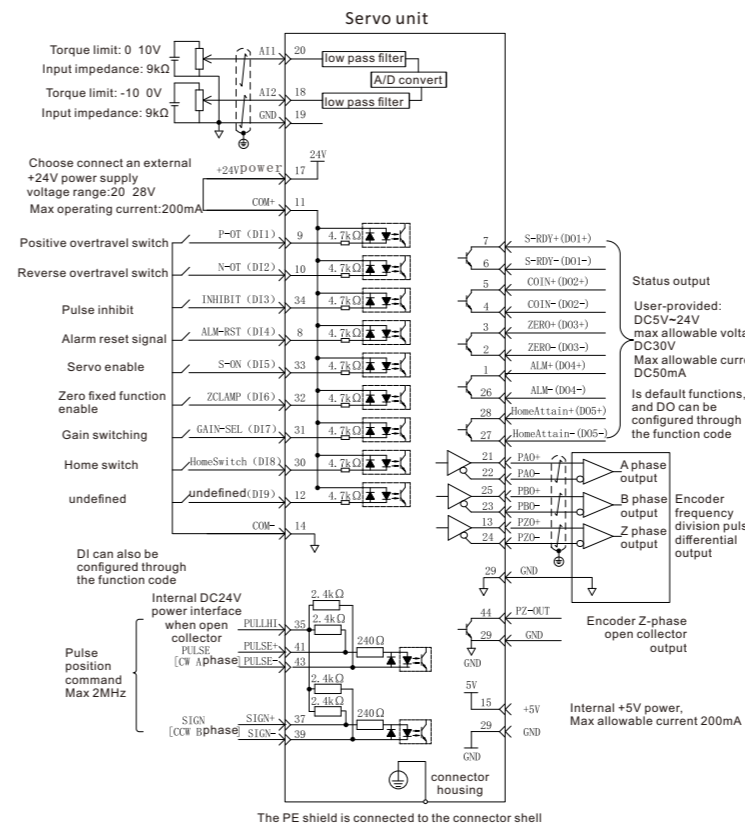 Servo unit
Torque limit: 0 10V
Input impedance: 9kΩ
Torque limit: -10 0V
Input impedance: 9kΩ
AI1 20
low pass filter
A/D convert
AI2 18
low pass filter
GND 19
Choose connect an external
+24V power supply
voltage range:20 28V
Max operating current:200mA
+24Vpower 17
24V
COM+ 11
Positive overtravel switch
P-OT (DI1) 9 4.7kΩ
Reverse overtravel switch
N-OT (DI2) 10 4.7kΩ
Pulse inhibit
INHIBIT (DI3) 34 4.7kΩ
Alarm reset signal
ALM-RST (DI4) 8 4.7kΩ
Servo enable
S-ON (DI5) 33 4.7kΩ
Zero fixed function
enable
ZCLAMP (DI6) 32 4.7kΩ
Gain switching
GAIN-SEL (DI7) 31 4.7kΩ
Home switch
HomeSwitch (DI8) 30 4.7kΩ
undefined
undefined(DI9) 12 4.7kΩ
COM- 14
DI can also be
configured through
the function code
7 S-RDY+(DO1+)
6 S-RDY-(DO1-)
5 COIN+(DO2+)
4 COIN-(DO2-)
3 ZERO+(DO3+)
2 ZERO-(DO3-)
1 ALM+(DO4+)
26 ALM-(DO4-)
28 HomeAttain+(DO5+)
27 HomeAttain-(DO5-)
Status output
User-provided:
DC5V~24V
max allowable volta
DC30V
Max allowable curre
DC50mA
Is default functions,
and DO can be
configured through
the function code
21 PAO+
22 PAO-
A phase
output
25 PBO+
23 PBO-
B phase
output
13 PZO+
24 PZO-
Z phase
output
Encoder
frequency
division puls
differential
output
29 GND
44 PZ-OUT
29 GND
GND
Encoder Z-phase
open collector
output
5V
15 +5V
29 GND
GND
Internal +5V power,
Max allowable current 200mA
Pulse
position
command
Max 2MHz
Internal DC24V
power interface
when open
collector
PULLHI 35
2.4kΩ
2.4kΩ
PULSE
[CW Aphase]
PULSE+ 41
PULSE- 43
240Ω
2.4kΩ
2.4kΩ
SIGN
[CCW Bphase]
SIGN+ 37
SIGN- 39
240Ω
connector
housing
The PE shield is connected to the connector shell